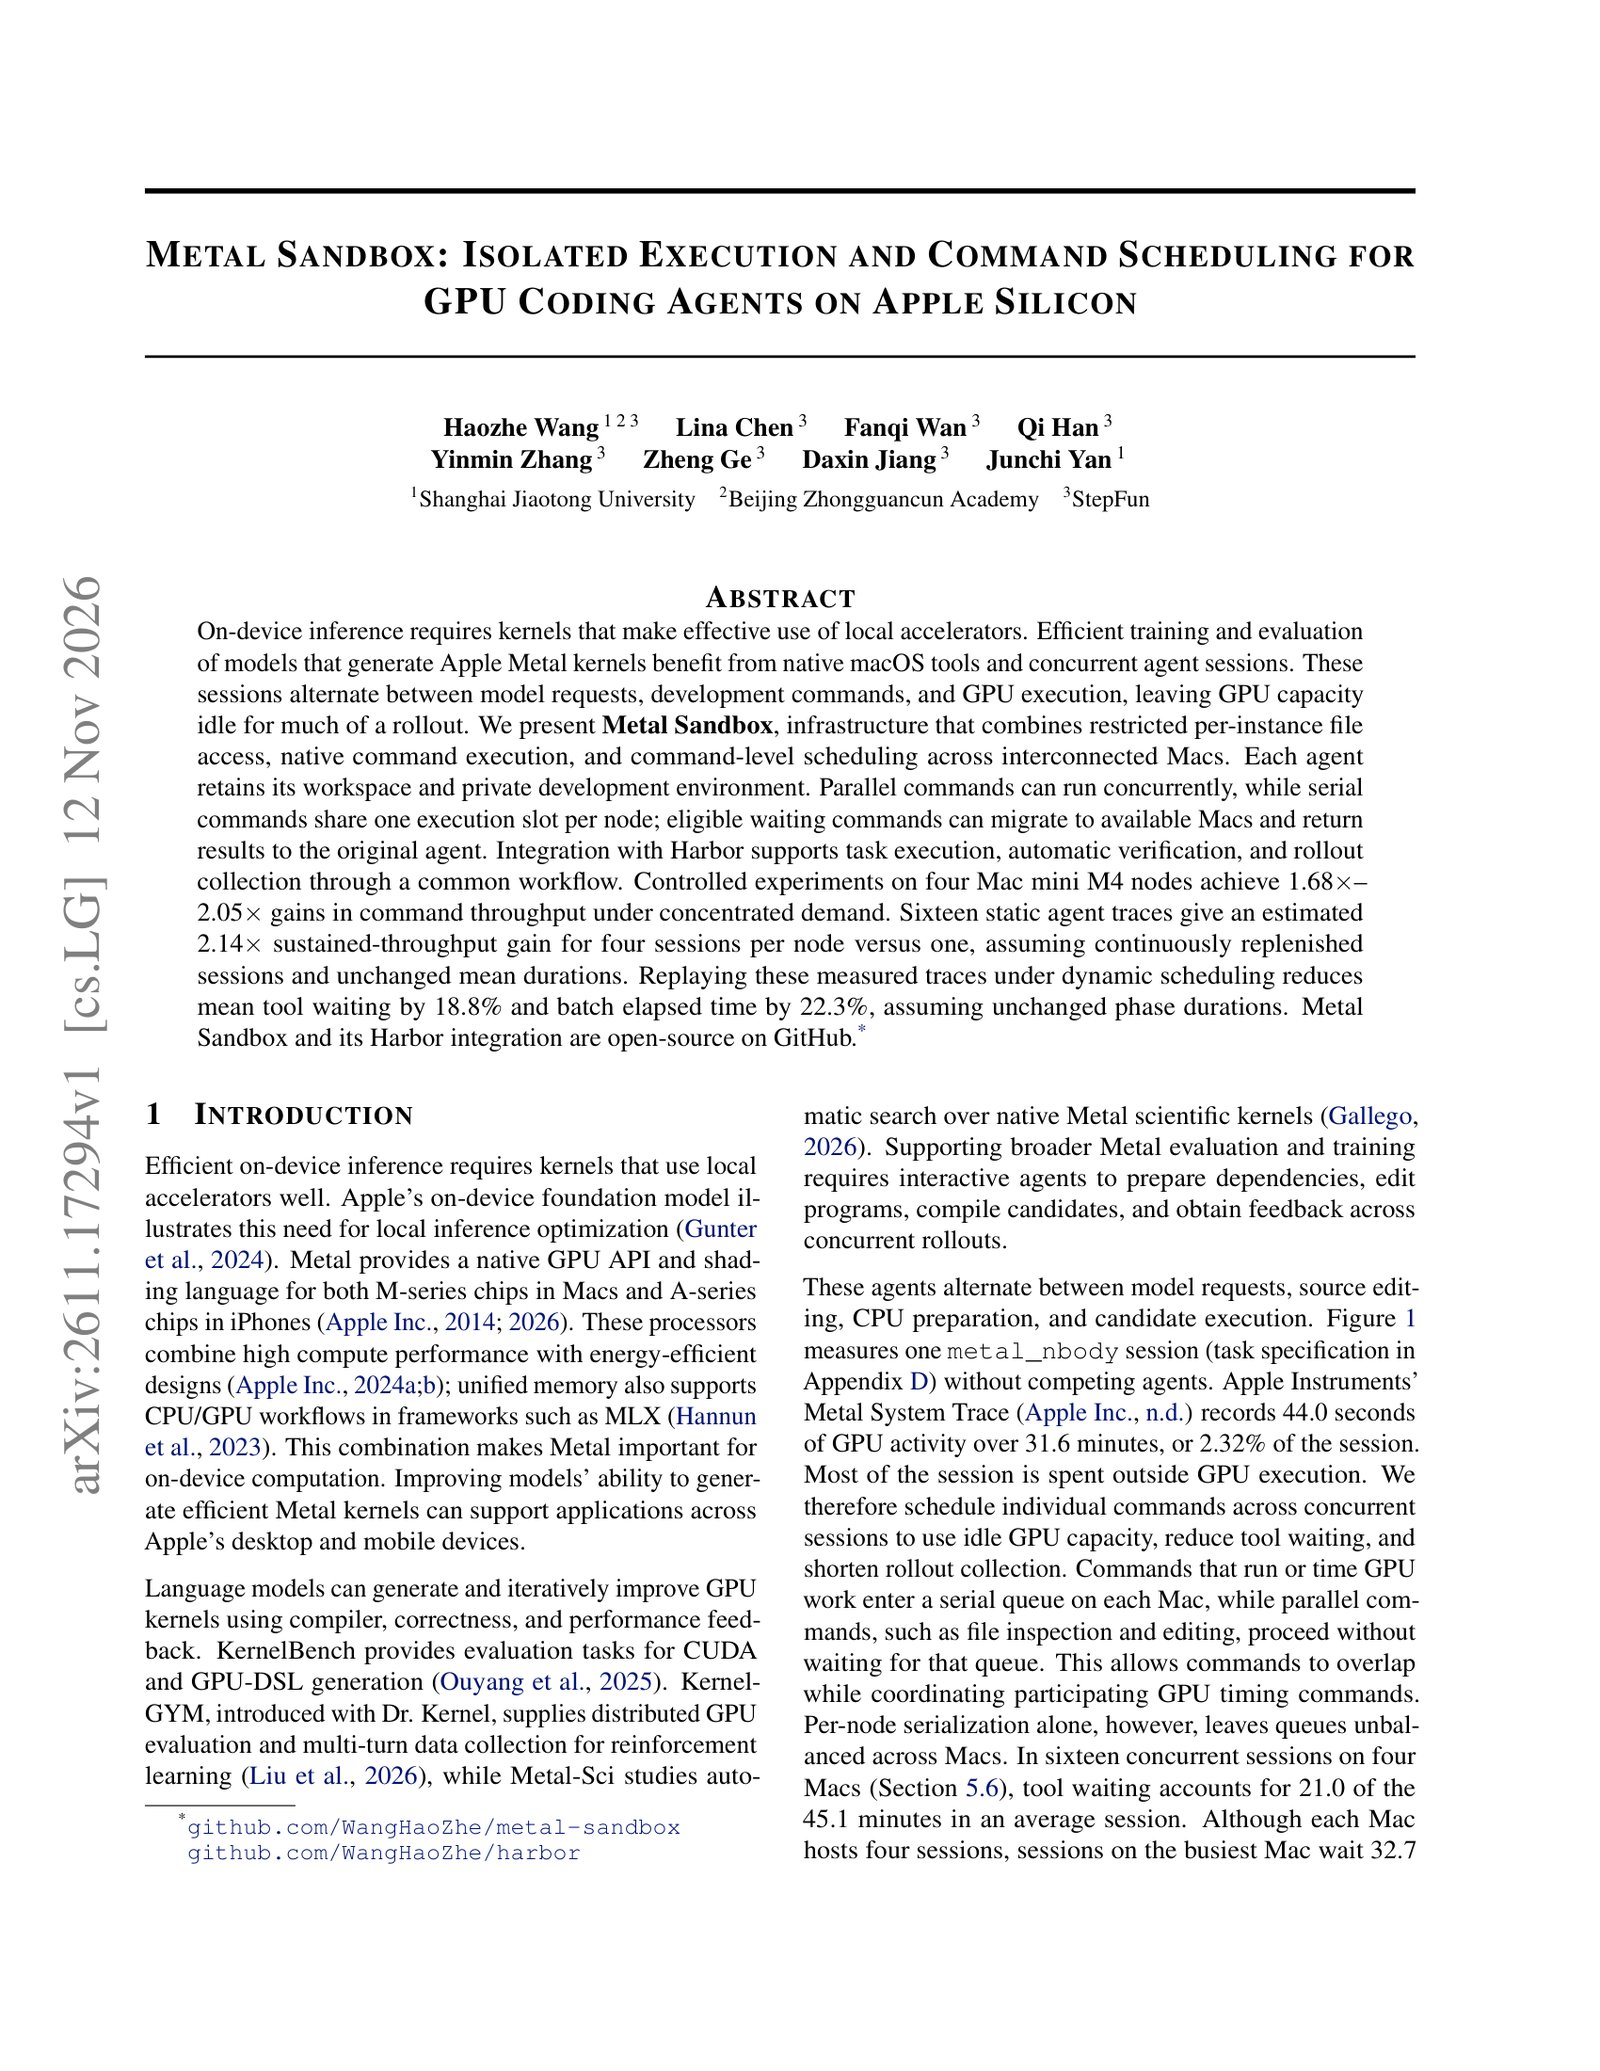 METAL SANDBOX: ISOLATED EXECUTION AND COMMAND SCHEDULING FOR
GPU CODING AGENTS ON APPLE SILICON
Haozhe Wang 1 2 3 Lina Chen 3 Fanqi Wan 3 Qi Han 3
Yinmin Zhang 3 Zheng Ge 3 Daxin Jiang 3 Junchi Yan 1
1Shanghai Jiaotong University 2Beijing Zhongguancun Academy 3StepFun
arXiv:2611.17294v1 [cs.LG] 12 Nov 2026
ABSTRACT
On-device inference requires kernels that make effective use of local accelerators. Efficient training and evaluation
of models that generate Apple Metal kernels benefit from native macOS tools and concurrent agent sessions. These
sessions alternate between model requests, development commands, and GPU execution, leaving GPU capacity
idle for much of a rollout. We present Metal Sandbox, infrastructure that combines restricted per-instance file
access, native command execution, and command-level scheduling across interconnected Macs. Each agent
retains its workspace and private development environment. Parallel commands can run concurrently, while serial
commands share one execution slot per node; eligible waiting commands can migrate to available Macs and return
results to the original agent. Integration with Harbor supports task execution, automatic verification, and rollout
collection through a common workflow. Controlled experiments on four Mac mini M4 nodes achieve 1.68×–
2.05× gains in command throughput under concentrated demand. Sixteen static agent traces give an estimated
2.14× sustained-throughput gain for four sessions per node versus one, assuming continuously replenished
sessions and unchanged mean durations. Replaying these measured traces under dynamic scheduling reduces
mean tool waiting by 18.8% and batch elapsed time by 22.3%, assuming unchanged phase durations. Metal
Sandbox and its Harbor integration are open-source on GitHub.*
1 INTRODUCTION
Efficient on-device inference requires kernels that use local
accelerators well. Apple's on-device foundation model il-
lustrates this need for local inference optimization (Gunter
et al., 2024). Metal provides a native GPU API and shad-
ing language for both M-series chips in Macs and A-series
chips in iPhones (Apple Inc., 2014; 2026). These processors
combine high compute performance with energy-efficient
designs (Apple Inc., 2024a;b); unified memory also supports
CPU/GPU workflows in frameworks such as MLX (Hannun
et al., 2023). This combination makes Metal important for
on-device computation. Improving models' ability to gener-
ate efficient Metal kernels can support applications across
Apple's desktop and mobile devices.
Language models can generate and iteratively improve GPU
kernels using compiler, correctness, and performance feed-
back. KernelBench provides evaluation tasks for CUDA
and GPU-DSL generation (Ouyang et al., 2025). Kernel-
GYM, introduced with Dr. Kernel, supplies distributed GPU
evaluation and multi-turn data collection for reinforcement
learning (Liu et al., 2026), while Metal-Sci studies auto-
*github.com/WangHaoZhe/metal-sandbox
github.com/WangHaoZhe/harbor
matic search over native Metal scientific kernels (Gallego,
2026). Supporting broader Metal evaluation and training
requires interactive agents to prepare dependencies, edit
programs, compile candidates, and obtain feedback across
concurrent rollouts.
These agents alternate between model requests, source edit-
ing, CPU preparation, and candidate execution. Figure 1
measures one metal_nbody session (task specification in
Appendix D) without competing agents. Apple Instruments'
Metal System Trace (Apple Inc., n.d.) records 44.0 seconds
of GPU activity over 31.6 minutes, or 2.32% of the session.
Most of the session is spent outside GPU execution. We
therefore schedule individual commands across concurrent
sessions to use idle GPU capacity, reduce tool waiting, and
shorten rollout collection. Commands that run or time GPU
work enter a serial queue on each Mac, while parallel com-
mands, such as file inspection and editing, proceed without
waiting for that queue. This allows commands to overlap
while coordinating participating GPU timing commands.
Per-node serialization alone, however, leaves queues unbal-
anced across Macs. In sixteen concurrent sessions on four
Macs (Section 5.6), tool waiting accounts for 21.0 of the
45.1 minutes in an average session. Although each Mac
hosts four sessions, sessions on the busiest Mac wait 32.7